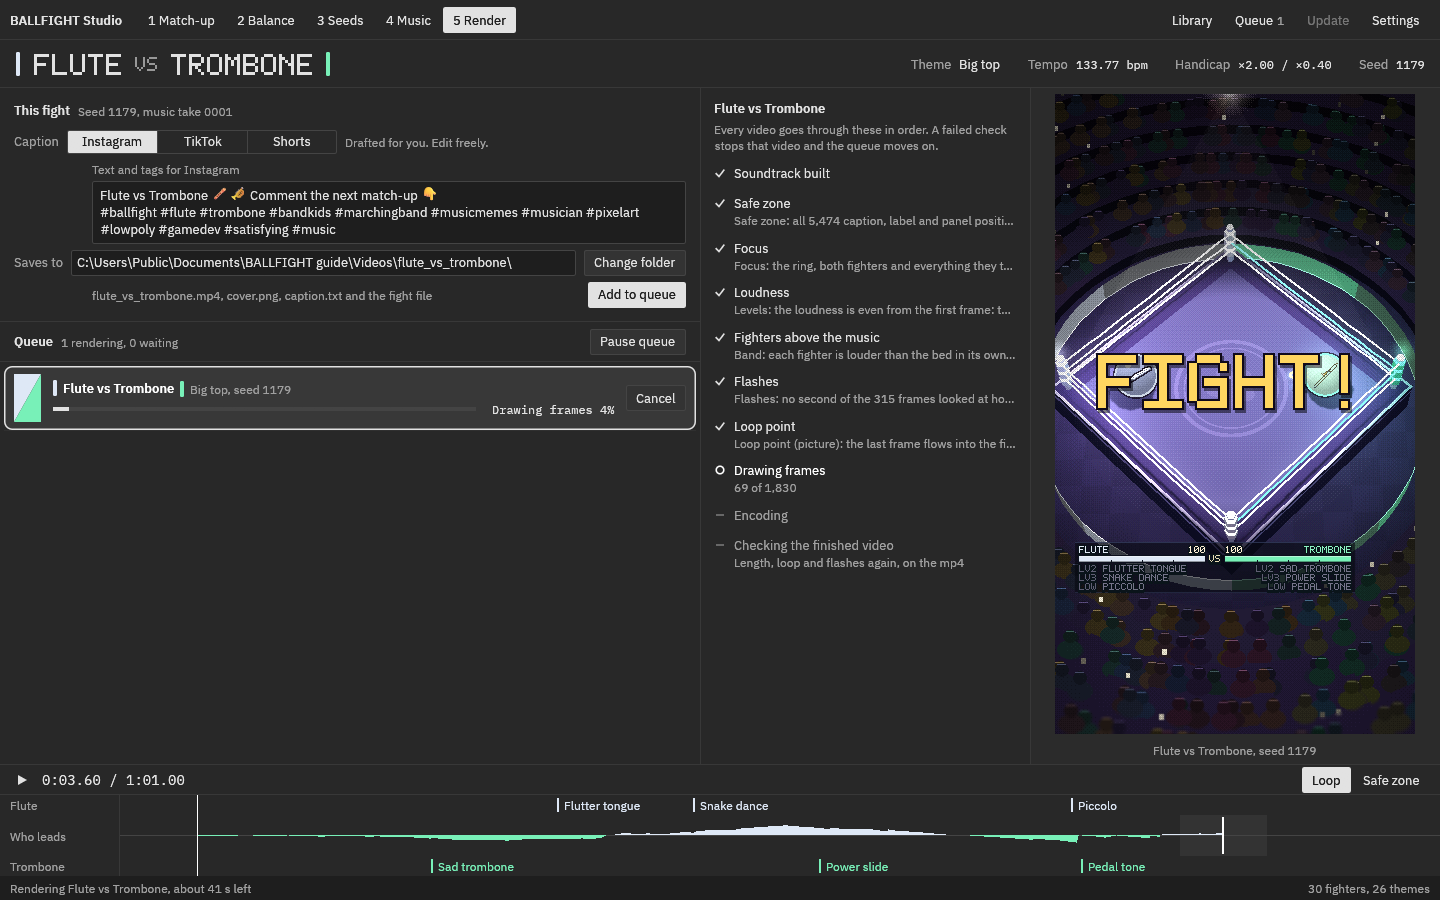 BALLFIGHT Studio 1 Match-up 2 Balance 3 Seeds 4 Music 5 Render Library Queue 1 Update Settings
FLUTE VS TROMBONE Theme Big top Tempo 133.77 bpm Handicap ×2.00 / ×0.40 Seed 1179
This fight Seed 1179, music take 0001
Caption Instagram TikTok Shorts Drafted for you. Edit freely.
Text and tags for Instagram
Flute vs Trombone Comment the next match-up
#ballfight #flute #trombone #bandkids #marchingband #musicmemes #musician #pixelart
#lowpoly #gamedev #satisfying #music
Saves to C:\Users\Public\Documents\BALLFIGHT guide\Videos\flute_vs_trombone\ Change folder
flute_vs_trombone.mp4, cover.png, caption.txt and the fight file Add to queue
Queue 1 rendering, 0 waiting Pause queue
Flute vs Trombone Big top, seed 1179
Drawing frames 4% Cancel
Flute vs Trombone
Every video goes through these in order. A failed check
stops that video and the queue moves on.
Soundtrack built
Safe zone
Safe zone: all 5,474 caption, label and panel positi...
Focus
Focus: the ring, both fighters and everything they t...
Loudness
Levels: the loudness is even from the first frame: t...
Fighters above the music
Band: each fighter is louder than the bed in its own...
Flashes
Flashes: no second of the 315 frames looked at ho...
Loop point
Loop point (picture): the last frame flows into the fi...
Drawing frames
69 of 1,830
Encoding
Checking the finished video
Length, loop and flashes again, on the mp4
FIGHT!
FLUTE 100 VS 100 TROMBONE
LV2 FLUTTER TONGUE LV2 SAD TROMBONE
LV3 SNAKE DANCE LV3 POWER SLIDE
LOW PICCOLO LOW PEDAL TONE
Flute vs Trombone, seed 1179
0:03.60 / 1:01.00 Loop Safe zone
Flute Flutter tongue Snake dance Piccolo
Who leads
Trombone Sad trombone Power slide Pedal tone
Rendering Flute vs Trombone, about 41 s left 30 fighters, 26 themes